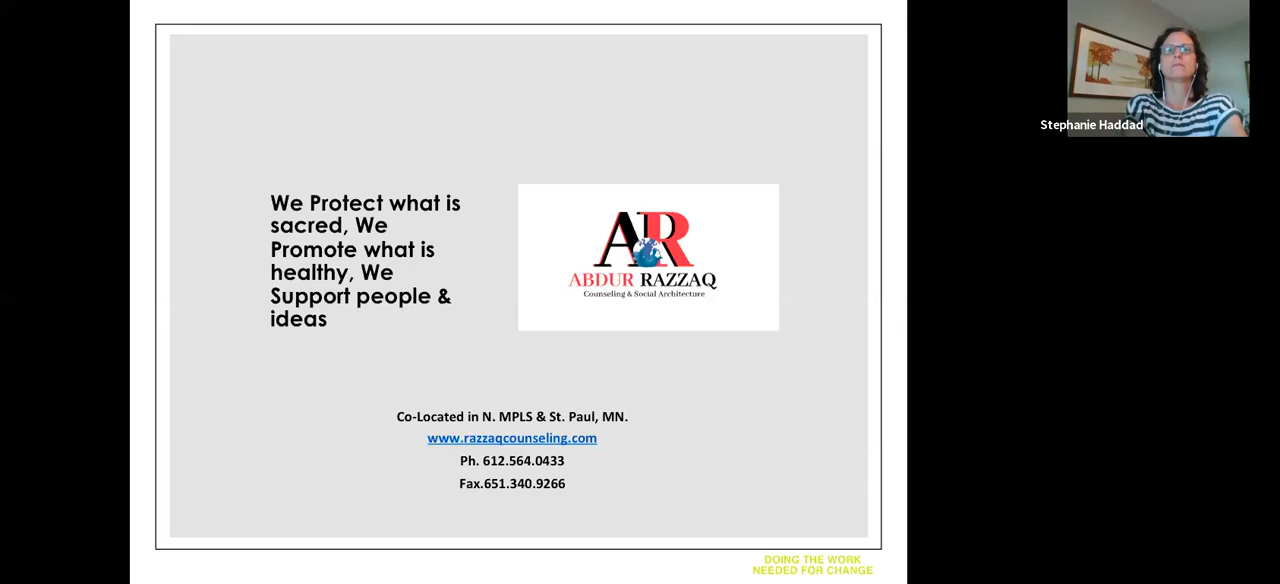 We Protect what is
sacred, We
Promote what is
healthy, We
Support people &
ideas
AR
ABDUR RAZZAQ
Counseling & Social Architecture
Co-Located in N. MPLS & St. Paul, MN.
www.razzaqcounseling.com
Ph. 612.564.0433
Fax.651.340.9266
DOING THE WORK
NEEDED FOR CHANGE
Stephanie Haddad